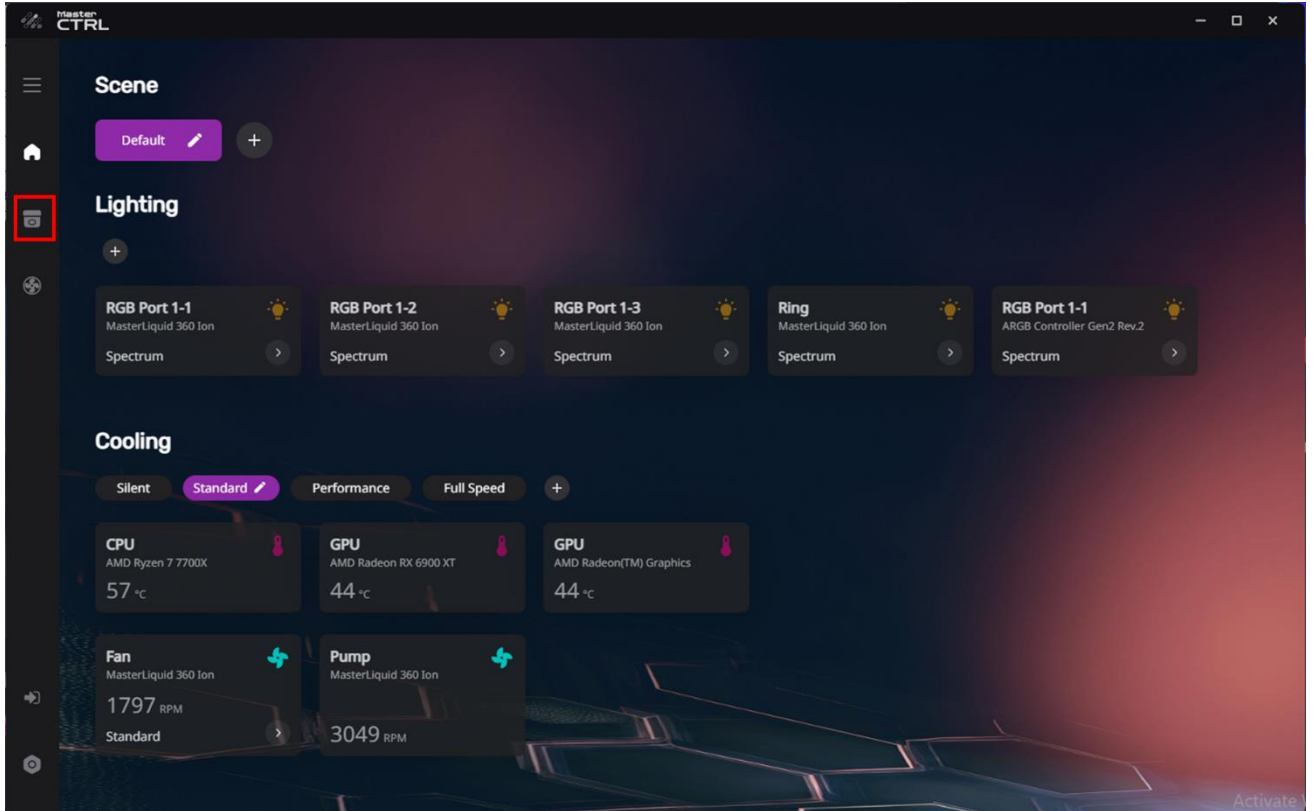 Master
CTRL
Scene
Default
Lighting
RGB Port 1-1
MasterLiquid 360 Ion
Spectrum
RGB Port 1-2
MasterLiquid 360 Ion
Spectrum
RGB Port 1-3
MasterLiquid 360 Ion
Spectrum
Ring
MasterLiquid 360 Ion
Spectrum
RGB Port 1-1
ARGB Controller Gen2 Rev.2
Spectrum
Cooling
Silent
Standard
Performance
Full Speed
CPU
AMD Ryzen 7 7700X
57 °C
GPU
AMD Radeon RX 6900 XT
44 °C
GPU
AMD Radeon(TM) Graphics
44 °C
Fan
MasterLiquid 360 Ion
1797 RPM
Standard
Pump
MasterLiquid 360 Ion
3049 RPM
Activate